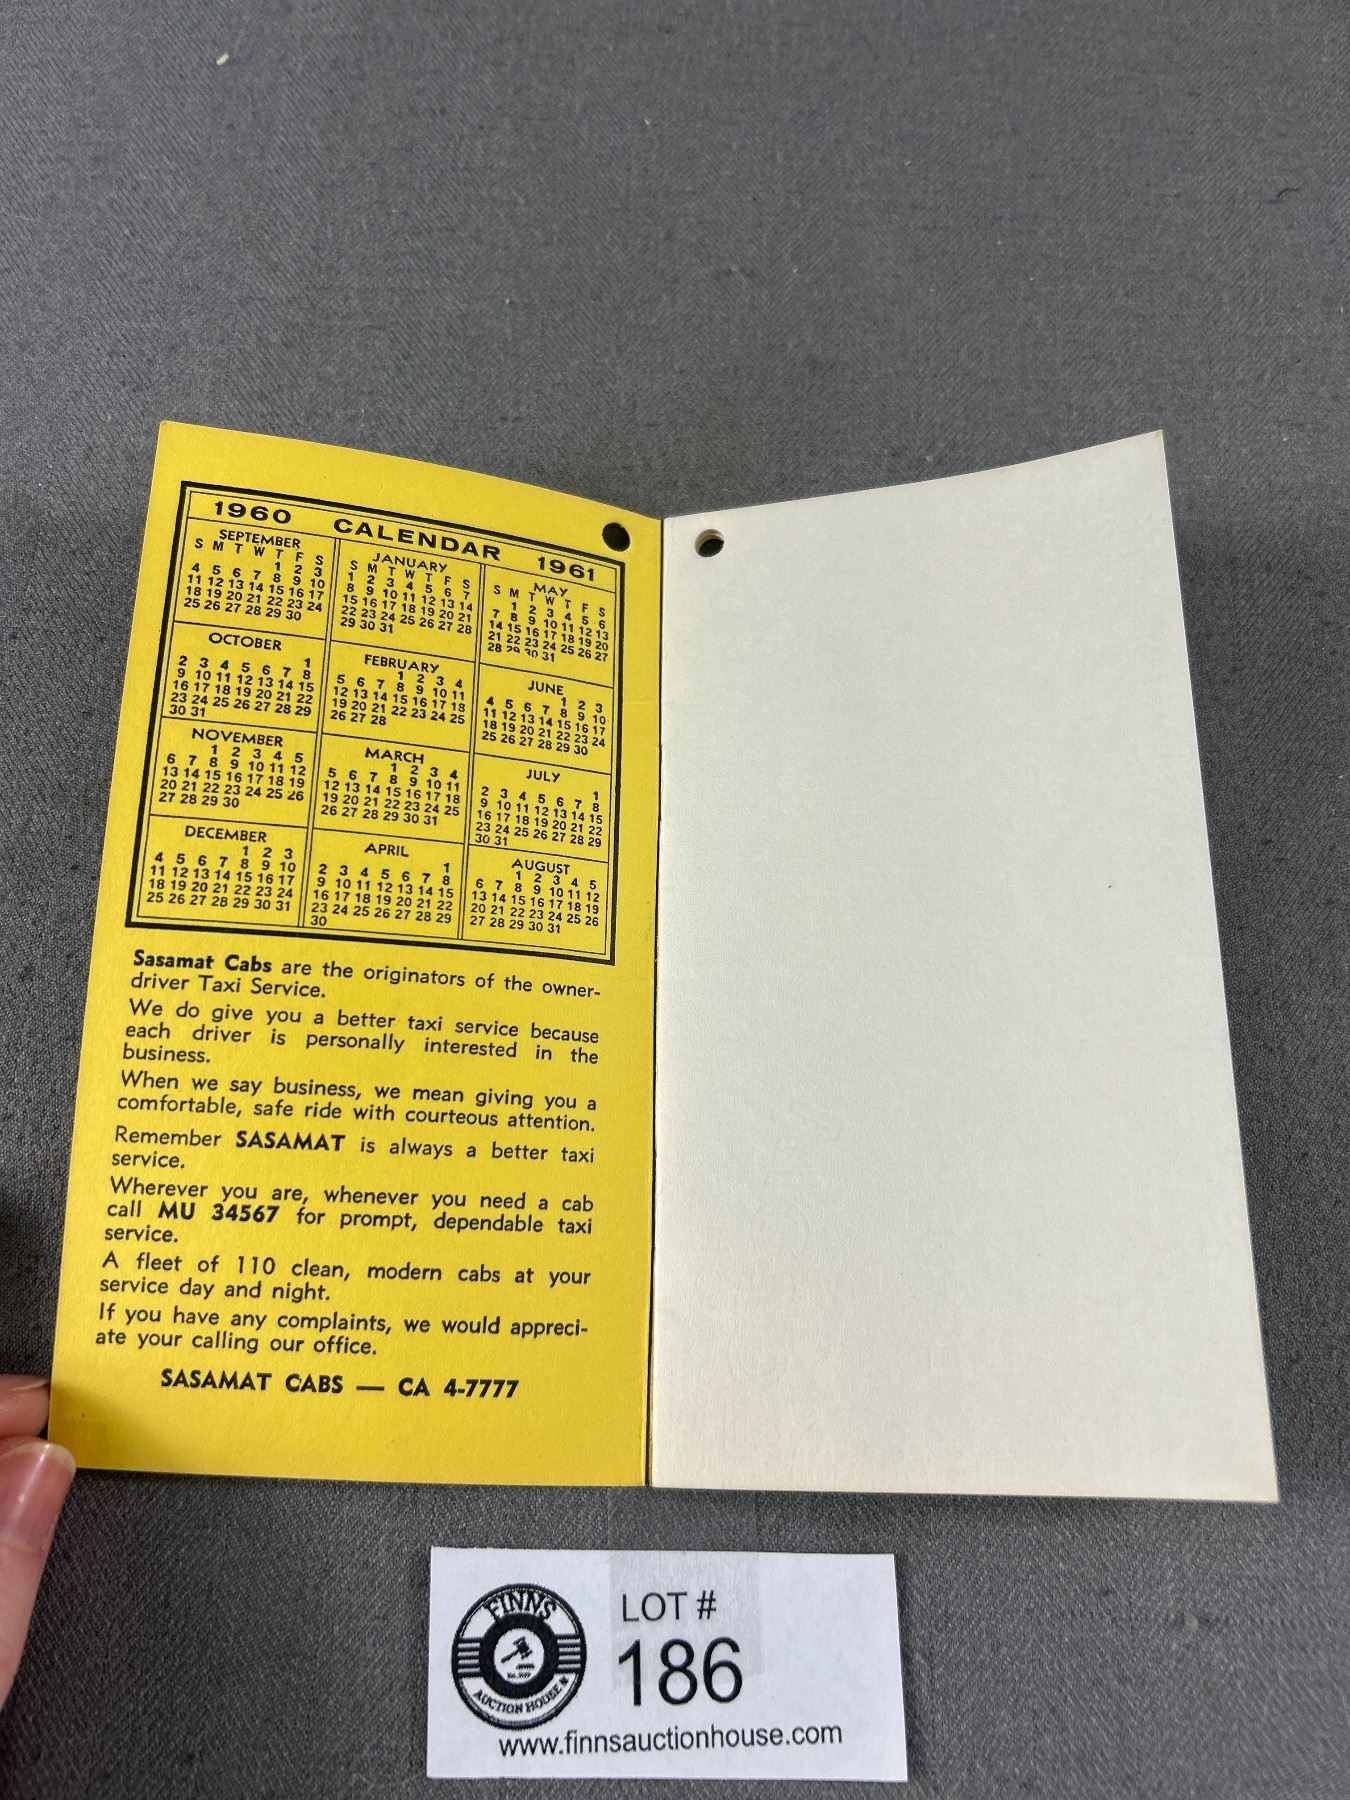 1960 CALENDAR 1961
SEPTEMBER
S M T W T F S
1 2 3
4 5 6 7 8 9 10
11 12 13 14 15 16 17
18 19 20 21 22 23 24
25 26 27 28 29 30
OCTOBER
1
2 3 4 5 6 7 8
9 10 11 12 13 14 15
16 17 18 19 20 21 22
23 24 25 26 27 28 29
30 31
NOVEMBER
1 2 3 4 5
6 7 8 9 10 11 12
13 14 15 16 17 18 19
20 21 22 23 24 25 26
27 28 29 30
DECEMBER
1 2 3
4 5 6 7 8 9 10
11 12 13 14 15 16 17
18 19 20 21 22 23 24
25 26 27 28 29 30 31
JANUARY
S M T W T F S
1 2 3 4 5 6 7
8 9 10 11 12 13 14
15 16 17 18 19 20 21
22 23 24 25 26 27 28
29 30 31
FEBRUARY
1 2 3 4
5 6 7 8 9 10 11
12 13 14 15 16 17 18
19 20 21 22 23 24 25
26 27 28
MARCH
1 2 3 4
5 6 7 8 9 10 11
12 13 14 15 16 17 18
19 20 21 22 23 24 25
26 27 28 29 30 31
APRIL
1
2 3 4 5 6 7 8
9 10 11 12 13 14 15
16 17 18 19 20 21 22
23 24 25 26 27 28 29
30
MAY
S M T W T F S
1 2 3 4 5 6
7 8 9 10 11 12 13
14 15 16 17 18 19 20
21 22 23 24 25 26 27
28 29 30 31
JUNE
1 2 3
4 5 6 7 8 9 10
11 12 13 14 15 16 17
18 19 20 21 22 23 24
25 26 27 28 29 30
JULY
1
2 3 4 5 6 7 8
9 10 11 12 13 14 15
16 17 18 19 20 21 22
23 24 25 26 27 28 29
30 31
AUGUST
1 2 3 4 5
6 7 8 9 10 11 12
13 14 15 16 17 18 19
20 21 22 23 24 25 26
27 28 29 30 31
Sasamat Cabs are the originators of the owner-
driver Taxi Service.
We do give you a better taxi service because
each driver is personally interested in the
business.
When we say business, we mean giving you a
comfortable, safe ride with courteous attention.
Remember SASAMAT is always a better taxi
service.
Wherever you are, whenever you need a cab
call MU 34567 for prompt, dependable taxi
service.
A fleet of 110 clean, modern cabs at your
service day and night.
If you have any complaints, we would appreci-
ate your calling our office.
SASAMAT CABS — CA 4-7777
FINNS
AUCTION HOUSE
LOT #
186
www.finnsauctionhouse.com